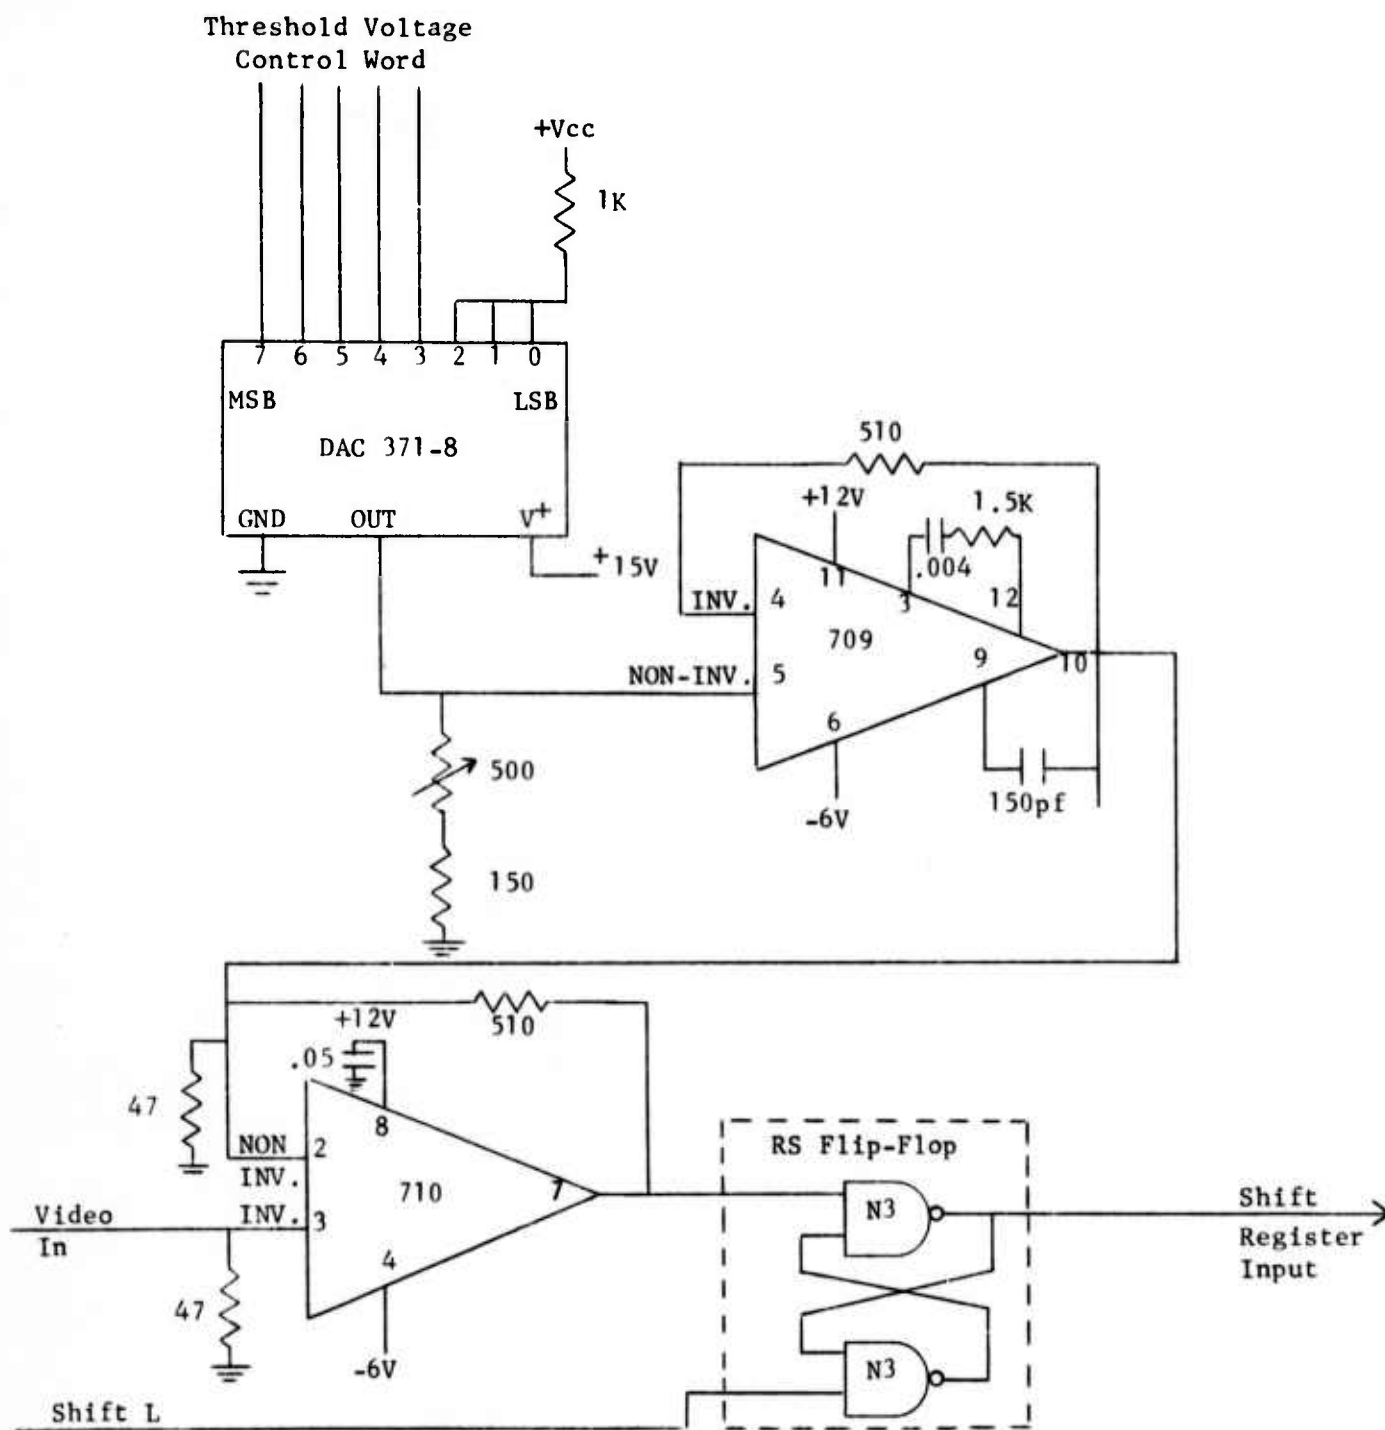 Threshold Voltage
Control Word
+Vcc
1K
7 6 5 4 3 2 1 0
MSB LSB
DAC 371-8
GND OUT V+
+15V
510
+12V
1.5K
.004
11
3
12
INV. 4
709
NON-INV. 5
9
10
6
500
150pf
-6V
150
+12V
510
.05
47
8
NON 2
INV.
710
7
INV. 3
Video
In
4
47
-6V
RS Flip-Flop
N3
Shift
Register
Input
N3
Shift L